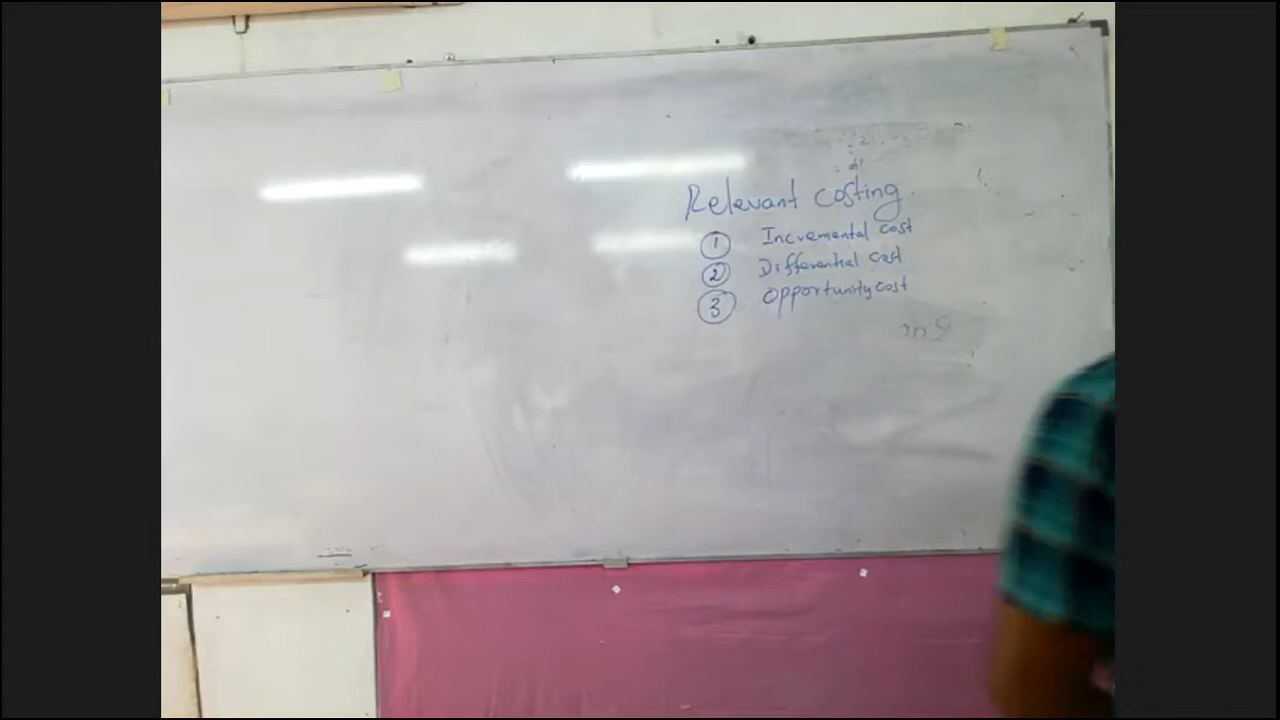 Relevant costing
1 Incremental cost
2 Differential cost
3 opportunity cost